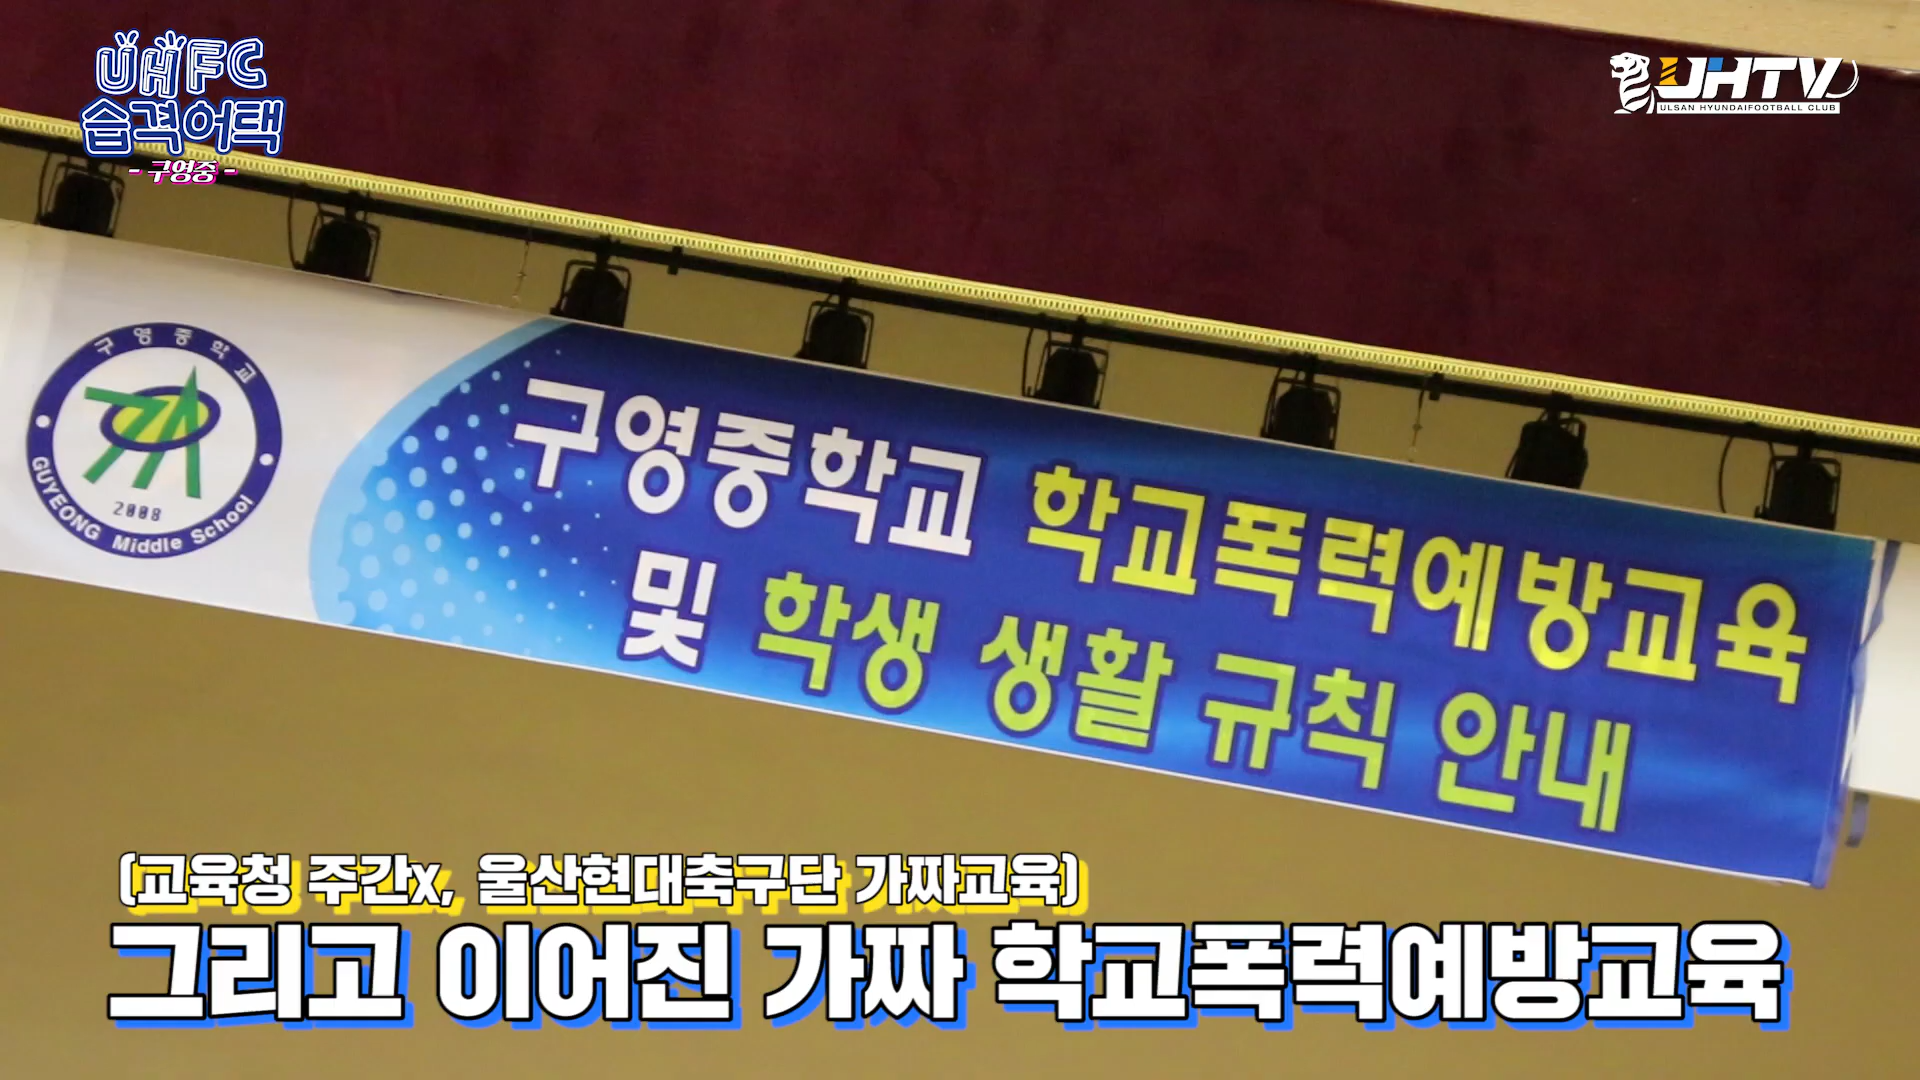 UHFC
습격어택
- 구영중 -
UHTV
ULSAN HYUNDAIFOOTBALL CLUB
구영중학교
2008
GUYEONG Middle School
구영중학교 학교폭력예방교육
및 학생 생활 규칙 안내
(교육청 주간x, 울산현대축구단 가짜교육)
그리고 이어진 가짜 학교폭력예방교육